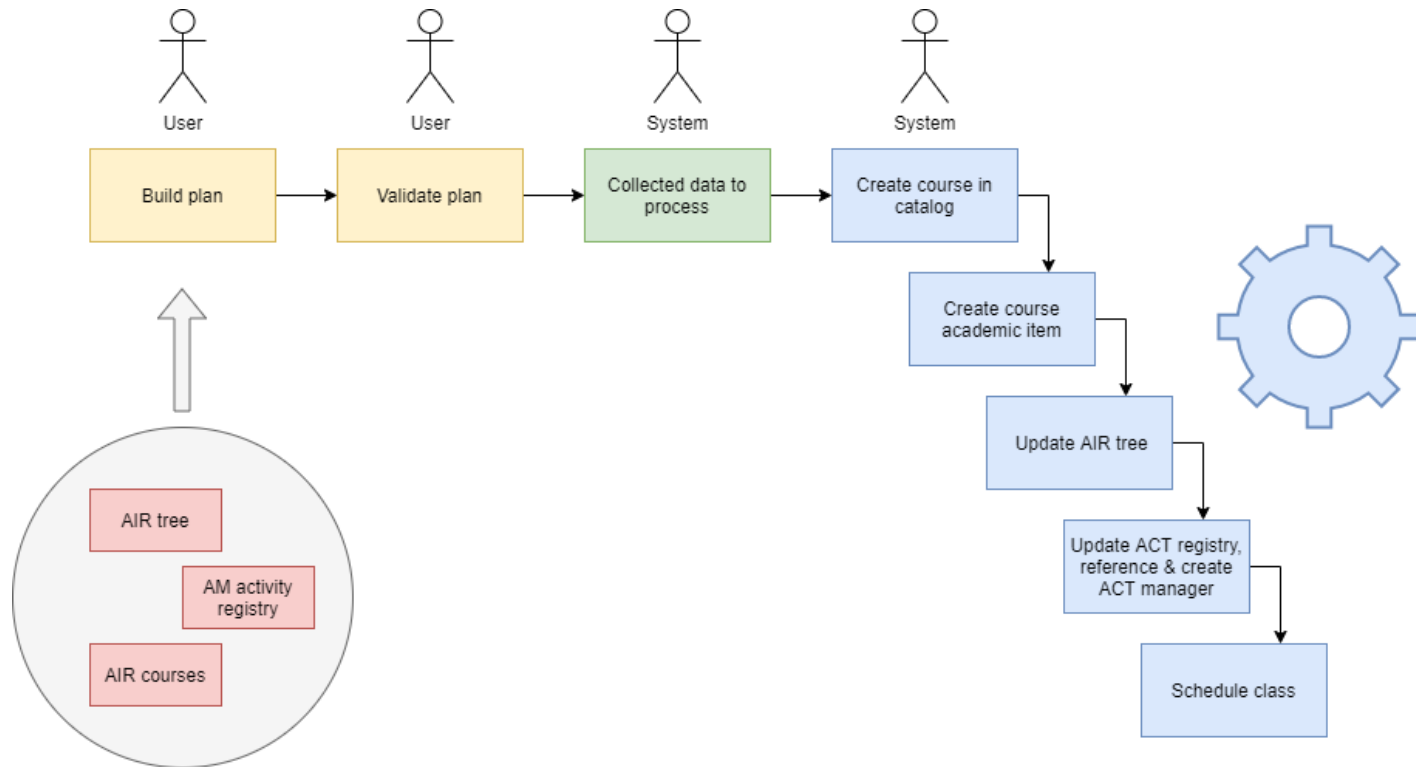 User
User
System
System
Build plan
Validate plan
Collected data to
process
Create course in
catalog
Create course
academic item
Update AIR tree
Update ACT registry,
reference & create
ACT manager
Schedule class
AIR tree
AM activity
registry
AIR courses